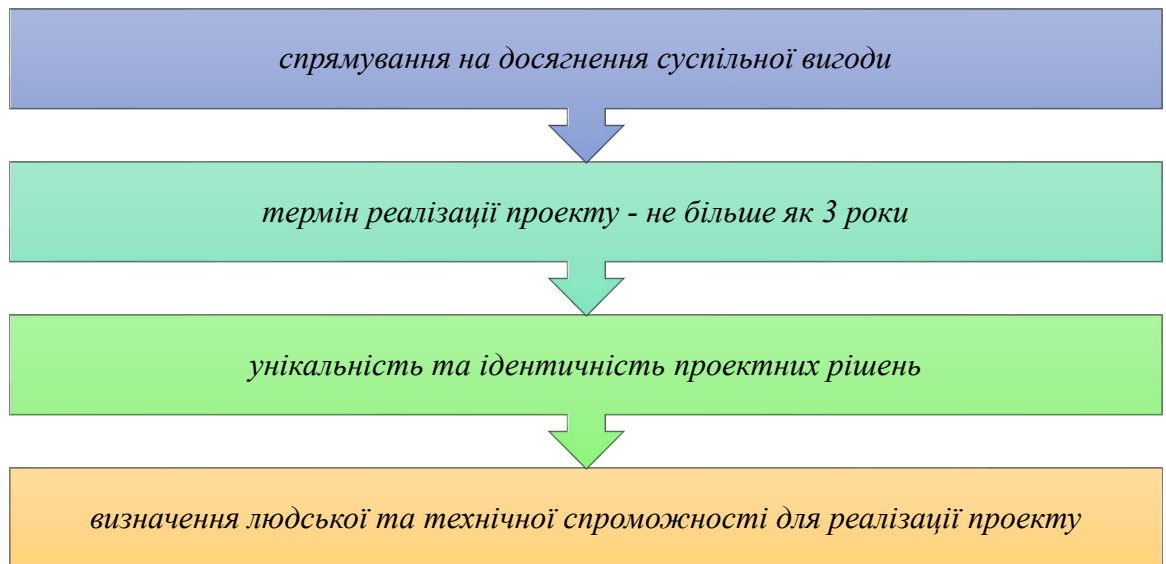 спрямування на досягнення суспільної вигоди
термін реалізації проекту - не більше як 3 роки
унікальність та ідентичність проектних рішень
визначення людської та технічної спроможності для реалізації проекту